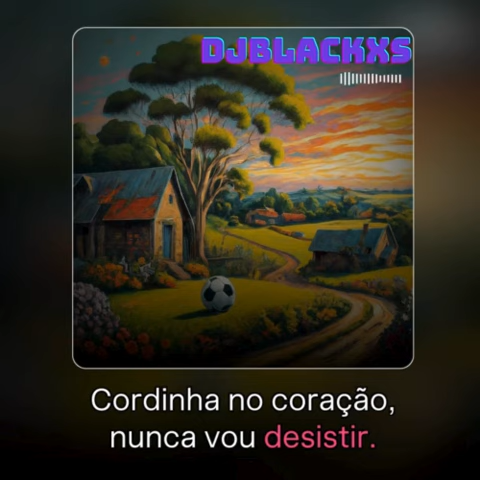 DJBLACKXS
Cordinha no coração,
nunca vou desistir.